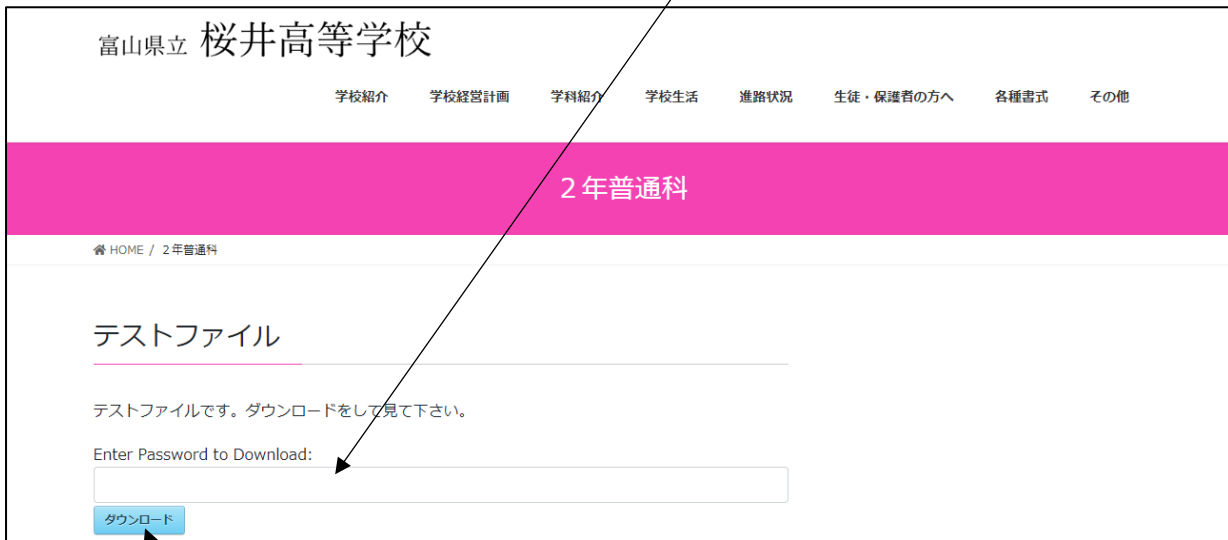 富山県立 桜井高等学校
学校紹介 学校経営計画 学科紹介 学校生活 進路状況 生徒・保護者の方へ 各種書式 その他
２年普通科
HOME / ２年普通科
テストファイル
テストファイルです。ダウンロードをして見て下さい。
Enter Password to Download:
ダウンロード